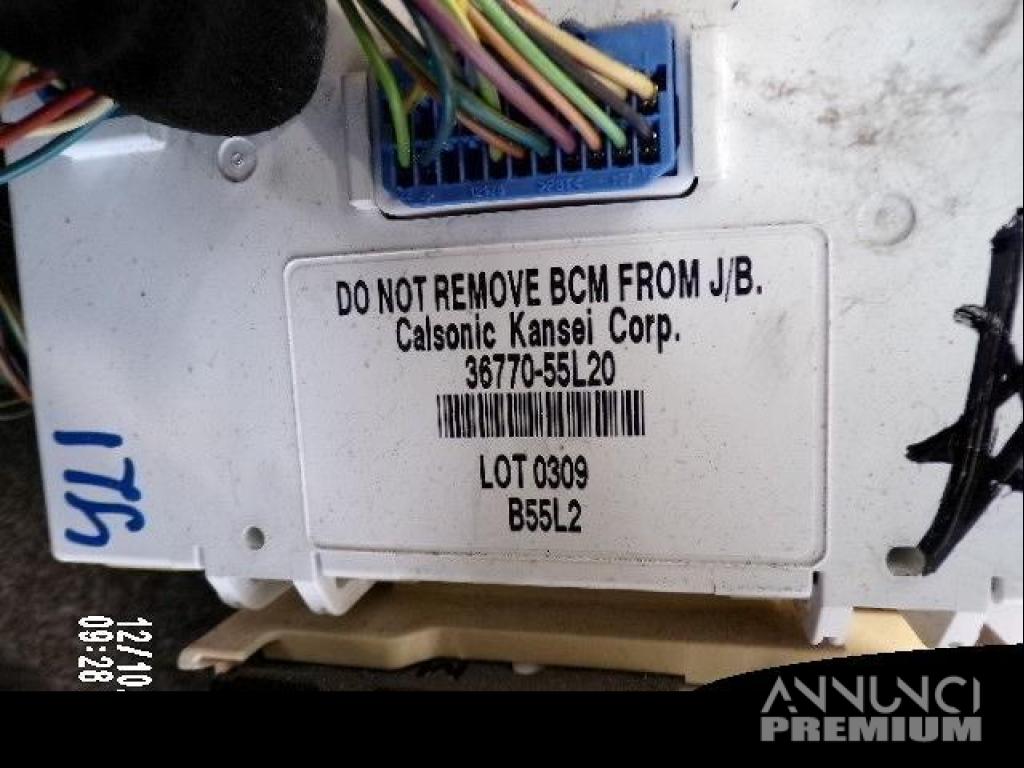 DO NOT REMOVE BCM FROM J/B.
Calsonic Kansei Corp.
36770-55L20
LOT 0309
B55L2
12/10
09:28
ANNUNCI
PREMIUM